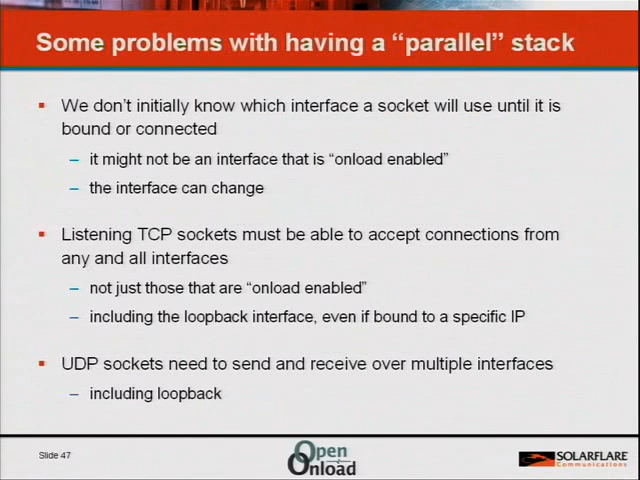 Some problems with having a “parallel” stack
We don’t initially know which interface a socket will use until it is
bound or connected
– it might not be an interface that is “onload enabled”
– the interface can change
Listening TCP sockets must be able to accept connections from
any and all interfaces
– not just those that are “onload enabled”
– including the loopback interface, even if bound to a specific IP
UDP sockets need to send and receive over multiple interfaces
– including loopback
Slide 47
Open
Onload
SOLARFLARE
Communications